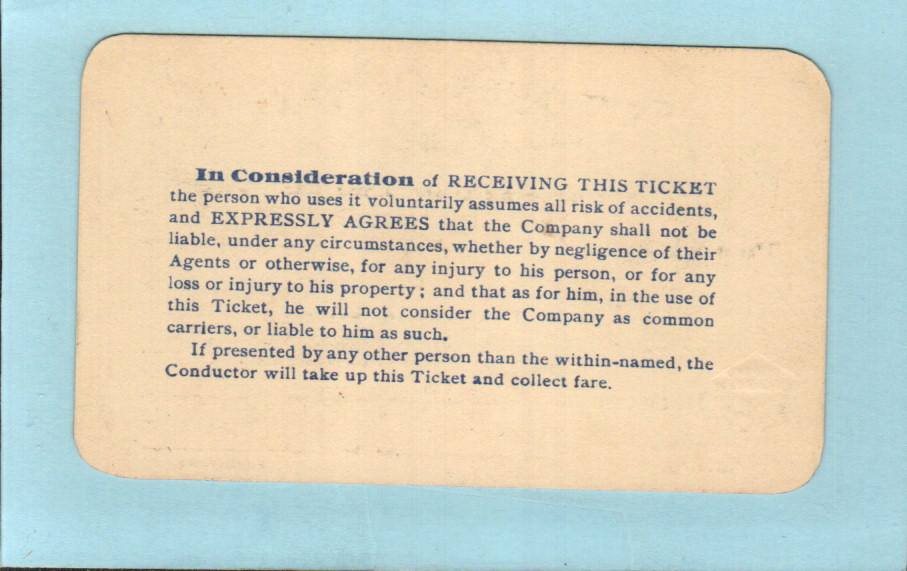 In Consideration of RECEIVING THIS TICKET
the person who uses it voluntarily assumes all risk of accidents,
and EXPRESSLY AGREES that the Company shall not be
liable, under any circumstances, whether by negligence of their
Agents or otherwise, for any injury to his person, or for any
loss or injury to his property; and that as for him, in the use of
this Ticket, he will not consider the Company as common
carriers, or liable to him as such.
If presented by any other person than the within-named, the
Conductor will take up this Ticket and collect fare.